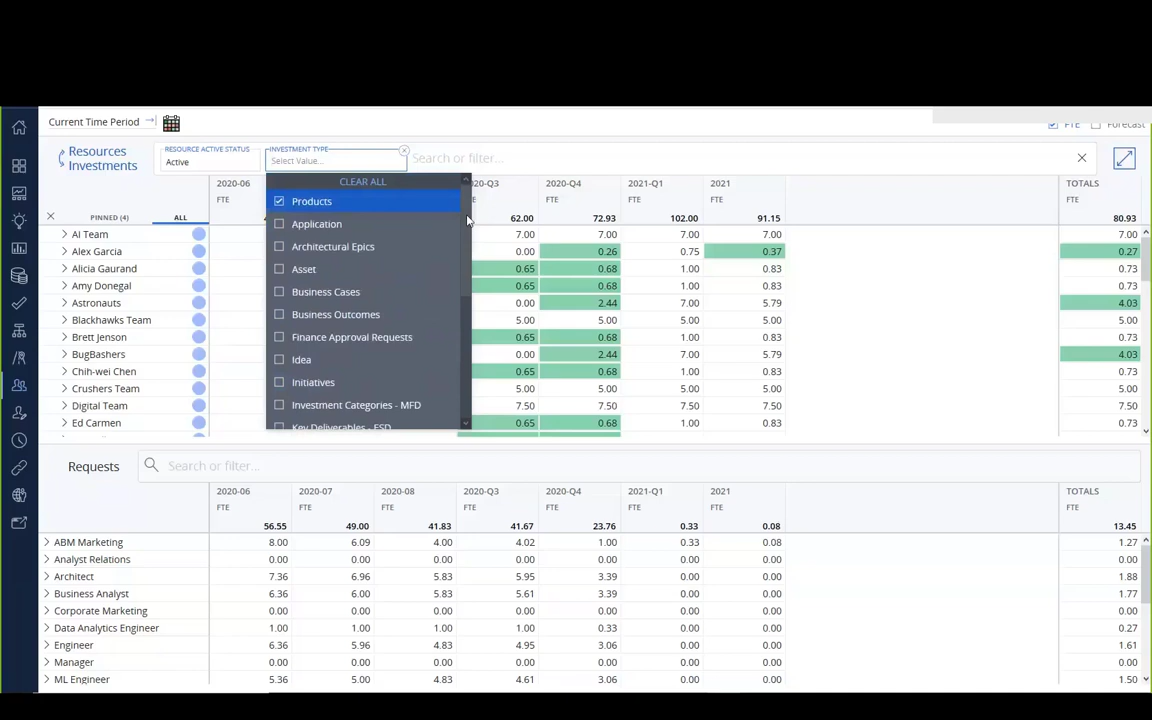 Current Time Period
FTE Forecast
Resources
Investments
RESOURCE ACTIVE STATUS
Active
INVESTMENT TYPE
Select Value...
Search or filter...
CLEAR ALL
Products
Application
Architectural Epics
Asset
Business Cases
Business Outcomes
Finance Approval Requests
Idea
Initiatives
Investment Categories - MFD
Key Deliverables - ESD
2020-06 20-Q3 2020-Q4 2021-Q1 2021 TOTALS
FTE FTE FTE FTE FTE
PINNED (4) ALL 62.00 72.93 102.00 91.15 80.93
AI Team 7.00 7.00 7.00 7.00 7.00
Alex Garcia 0.00 0.26 0.75 0.37 0.27
Alicia Gaurand 0.65 0.68 1.00 0.83 0.73
Amy Donegal 0.65 0.68 1.00 0.83 0.73
Astronauts 0.00 2.44 7.00 5.79 4.03
Blackhawks Team 5.00 5.00 5.00 5.00 5.00
Brett Jenson 0.65 0.68 1.00 0.83 0.73
BugBashers 0.00 2.44 7.00 5.79 4.03
Chih-wei Chen 0.65 0.68 1.00 0.83 0.73
Crushers Team 5.00 5.00 5.00 5.00 5.00
Digital Team 7.50 7.50 7.50 7.50 7.50
Ed Carmen 0.65 0.68 1.00 0.83 0.73
Requests Search or filter...
2020-06 2020-07 2020-08 2020-Q3 2020-Q4 2021-Q1 2021 TOTALS
FTE FTE FTE FTE FTE FTE FTE FTE
56.55 49.00 41.83 41.67 23.76 0.33 0.08 13.45
ABM Marketing 8.00 6.09 4.00 4.02 1.00 0.33 0.08 1.27
Analyst Relations 0.00 0.00 0.00 0.00 0.00 0.00 0.00 0.00
Architect 7.36 6.96 5.83 5.95 3.39 0.00 0.00 1.88
Business Analyst 6.36 6.00 5.83 5.61 3.39 0.00 0.00 1.77
Corporate Marketing 0.00 0.00 0.00 0.00 0.00 0.00 0.00 0.00
Data Analytics Engineer 1.00 1.00 1.00 1.00 0.33 0.00 0.00 0.27
Engineer 6.36 5.96 4.83 4.95 3.06 0.00 0.00 1.61
Manager 0.00 0.00 0.00 0.00 0.00 0.00 0.00 0.00
ML Engineer 5.36 5.00 4.83 4.61 3.06 0.00 0.00 1.50